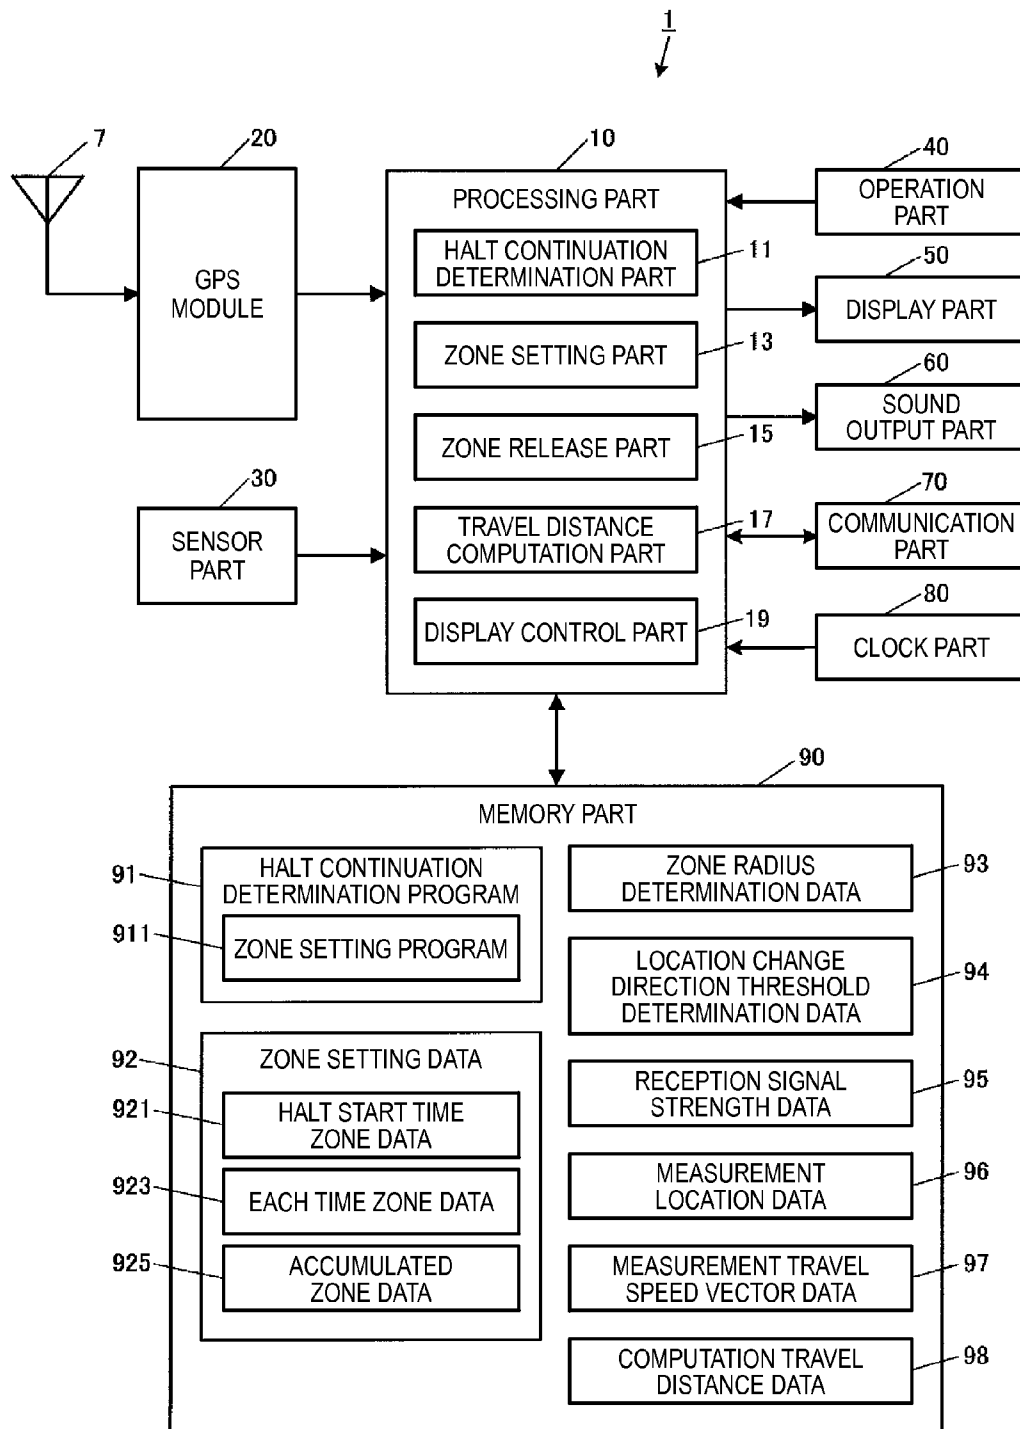 1
7
20
GPS
MODULE
30
SENSOR
PART
10
PROCESSING PART
HALT CONTINUATION
DETERMINATION PART
11
ZONE SETTING PART
13
ZONE RELEASE PART
15
TRAVEL DISTANCE
COMPUTATION PART
17
DISPLAY CONTROL PART
19
40
OPERATION
PART
50
DISPLAY PART
60
SOUND
OUTPUT PART
70
COMMUNICATION
PART
80
CLOCK PART
90
MEMORY PART
91
HALT CONTINUATION
DETERMINATION PROGRAM
911
ZONE SETTING PROGRAM
92
ZONE SETTING DATA
921
HALT START TIME
ZONE DATA
923
EACH TIME ZONE DATA
925
ACCUMULATED
ZONE DATA
ZONE RADIUS
DETERMINATION DATA
93
LOCATION CHANGE
DIRECTION THRESHOLD
DETERMINATION DATA
94
RECEPTION SIGNAL
STRENGTH DATA
95
MEASUREMENT
LOCATION DATA
96
MEASUREMENT TRAVEL
SPEED VECTOR DATA
97
COMPUTATION TRAVEL
DISTANCE DATA
98